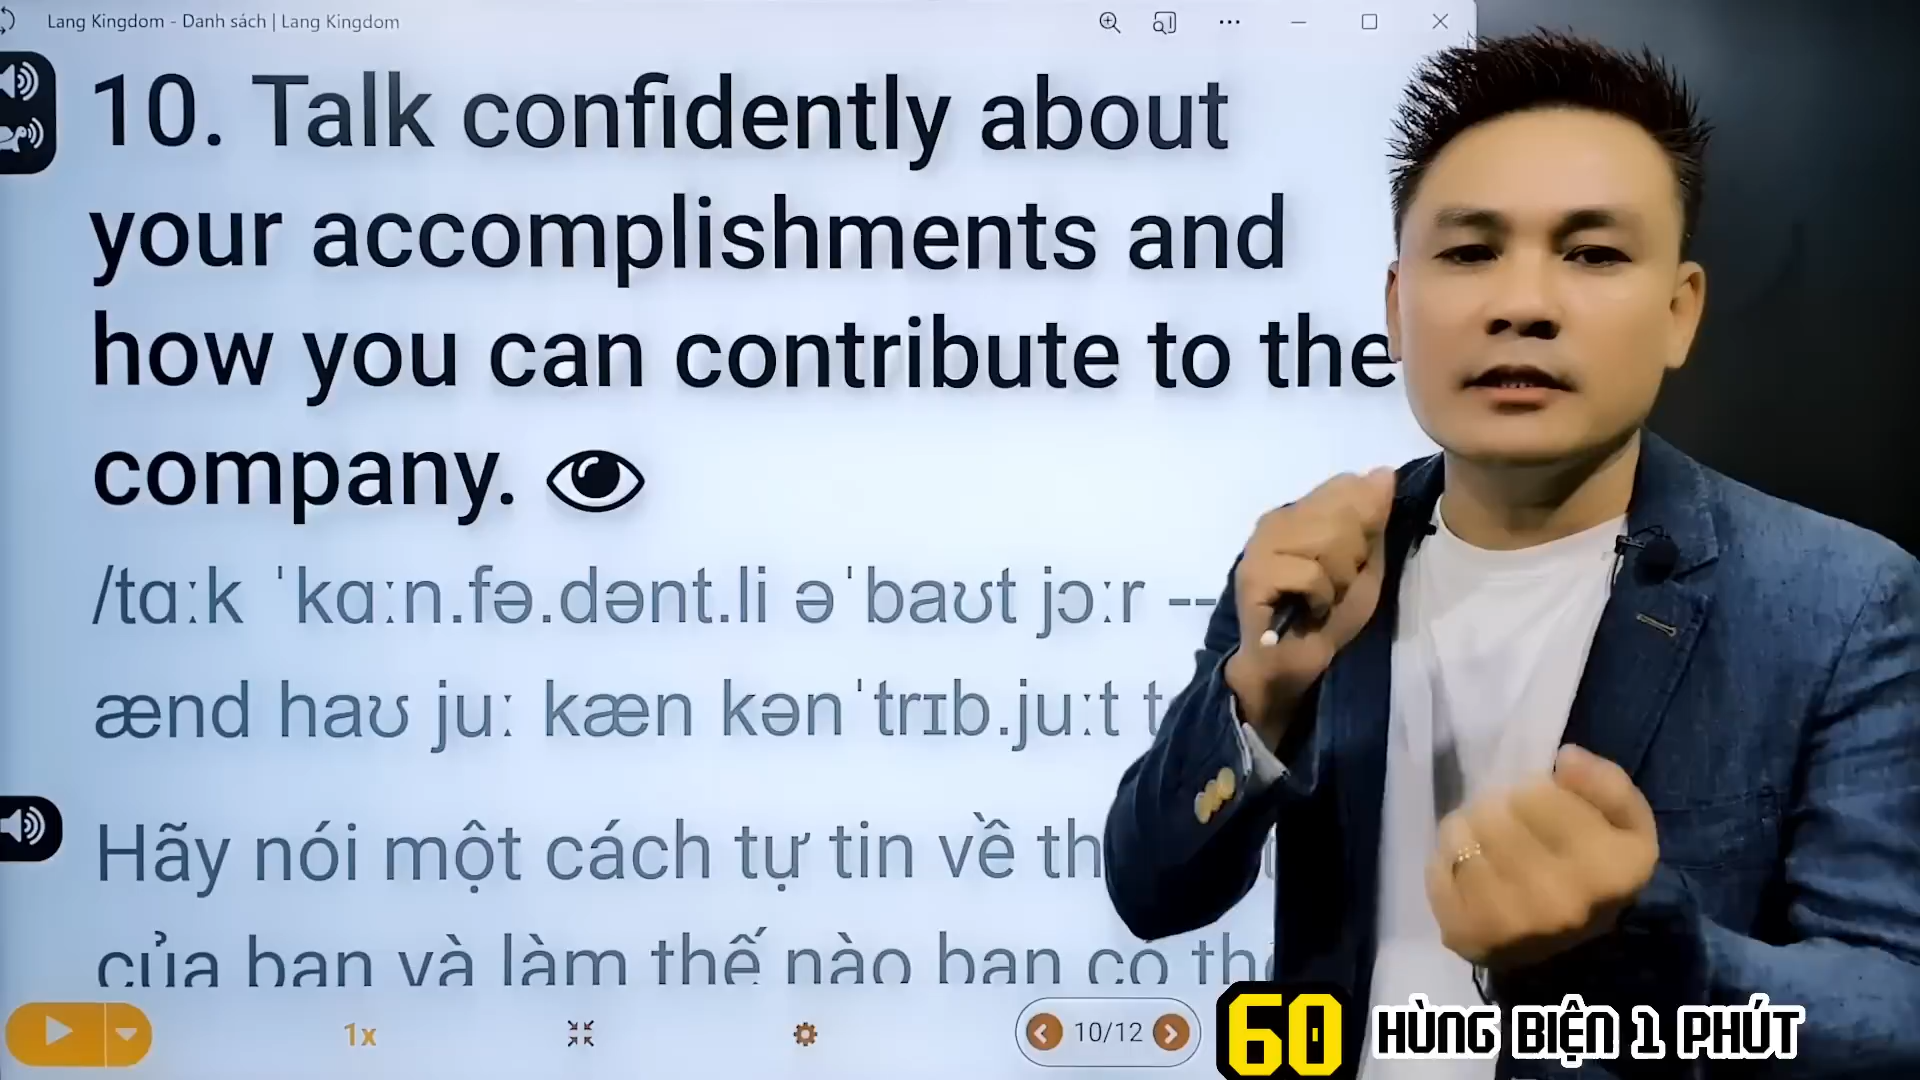 Lang Kingdom - Danh sách | Lang Kingdom
10. Talk confidently about
your accomplishments and
how you can contribute to the
company.
/tɑːk ˈkɑːn.fə.dənt.li əˈbaʊt jɔːr --
ænd haʊ juː kæn kənˈtrɪb.juːt
Hãy nói một cách tự tin về
của bạn và làm thế nào bạn có
1x
10/12
60 HÙNG BIỆN 1 PHÚT